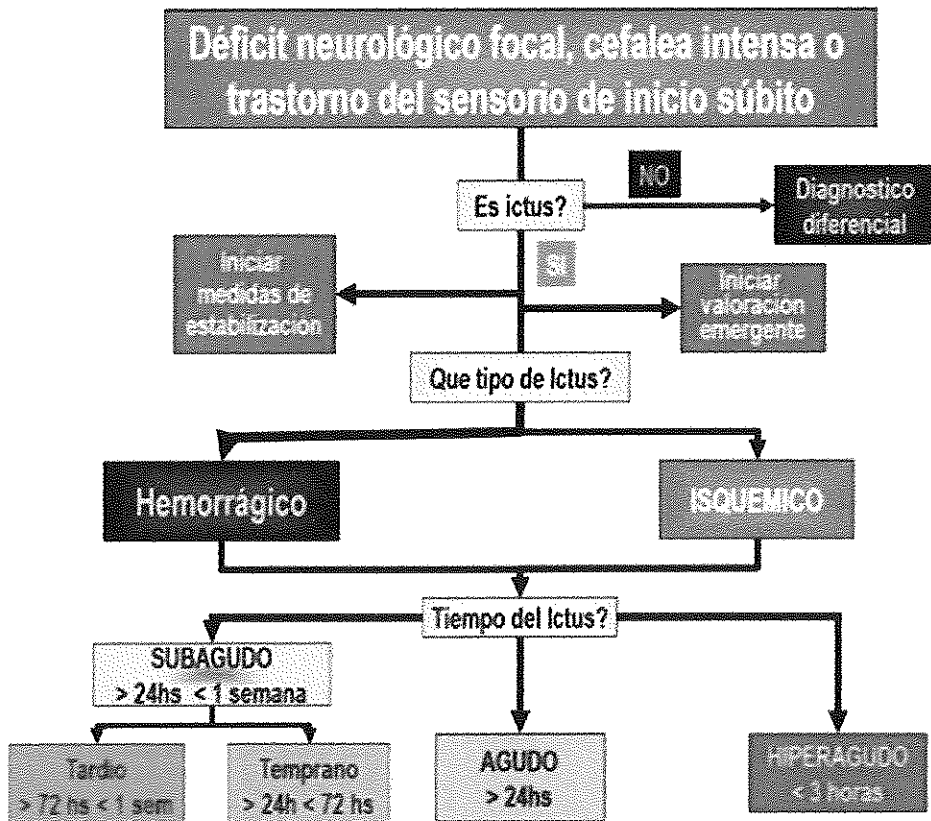 Déficit neurológico focal, cefalea intensa o
trastorno del sensorio de inicio súbito
NO
Es ictus?
Diagnostico
diferencial
SI
Iniciar
medidas de
estabilización
Iniciar
valoracion
emergente
Que tipo de Ictus?
Hemorrágico
ISQUEMICO
Tiempo del Ictus?
SUBAGUDO
> 24hs < 1 semana
Tardio
> 72 hs < 1 sem
Temprano
> 24h < 72 hs
AGUDO
> 24hs
HIPERAGUDO
< 3 horas